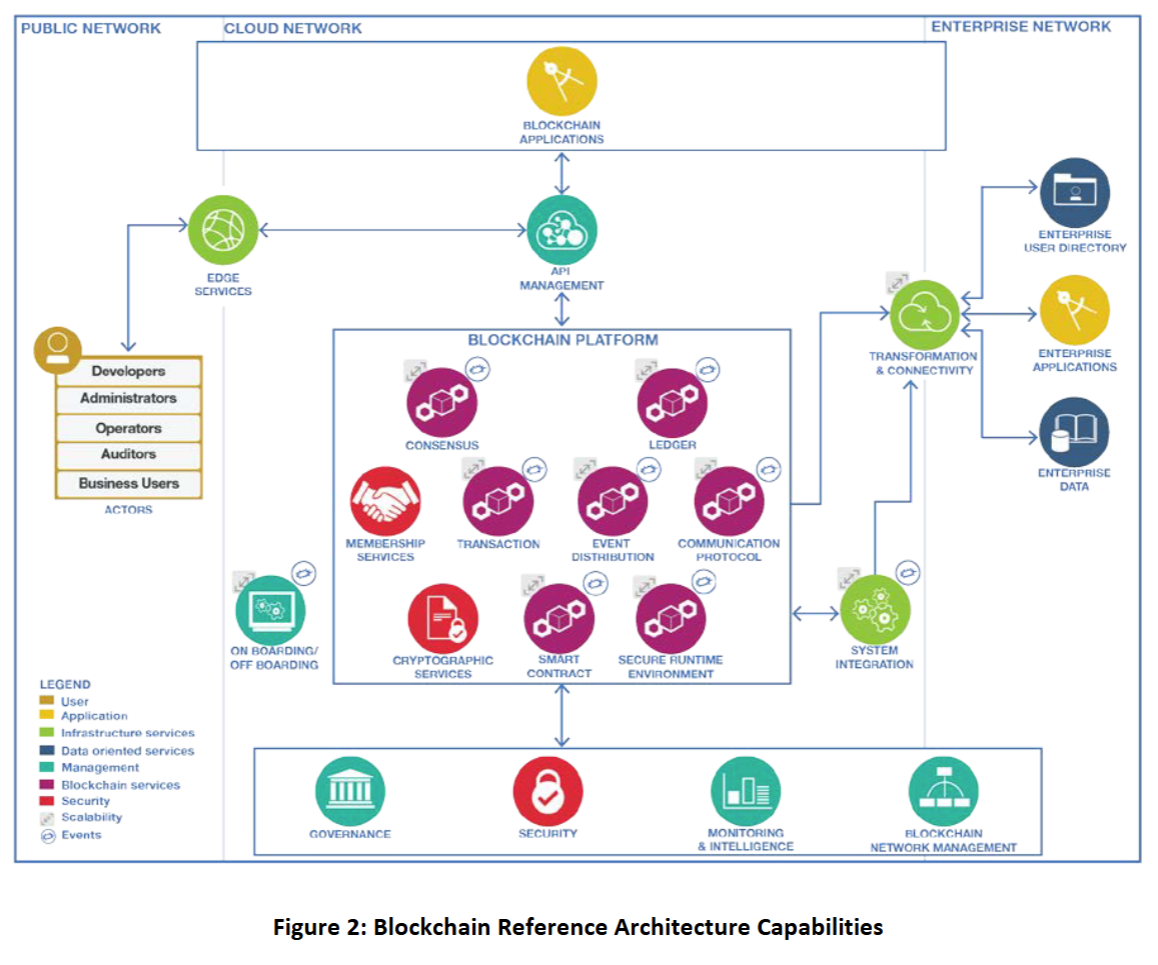 PUBLIC NETWORK
CLOUD NETWORK
ENTERPRISE NETWORK
BLOCKCHAIN
APPLICATIONS
EDGE
SERVICES
API
MANAGEMENT
ENTERPRISE
USER DIRECTORY
TRANSFORMATION
& CONNECTIVITY
ENTERPRISE
APPLICATIONS
ENTERPRISE
DATA
Developers
Administrators
Operators
Auditors
Business Users
ACTORS
BLOCKCHAIN PLATFORM
CONSENSUS
LEDGER
MEMBERSHIP
SERVICES
TRANSACTION
EVENT
DISTRIBUTION
COMMUNICATION
PROTOCOL
CRYPTOGRAPHIC
SERVICES
SMART
CONTRACT
SECURE RUNTIME
ENVIRONMENT
ON BOARDING/
OFF BOARDING
SYSTEM
INTEGRATION
LEGEND
User
Application
Infrastructure services
Data oriented services
Management
Blockchain services
Security
Scalability
Events
GOVERNANCE
SECURITY
MONITORING
& INTELLIGENCE
BLOCKCHAIN
NETWORK MANAGEMENT
Figure 2: Blockchain Reference Architecture Capabilities